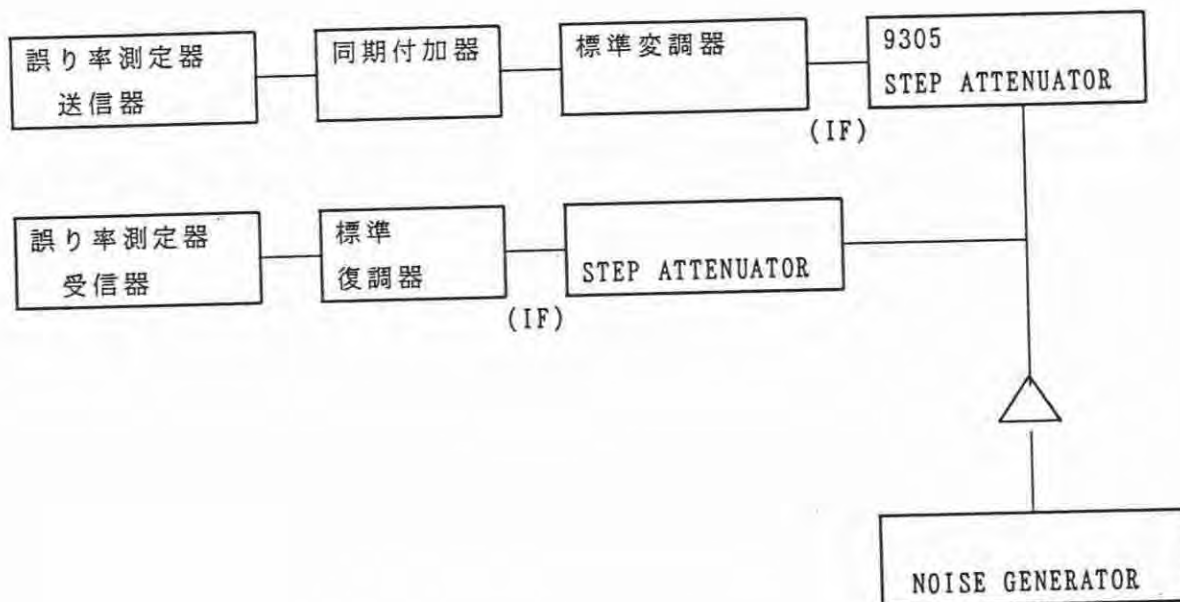 誤り率測定器
送信器
同期付加器
標準変調器
9305
STEP ATTENUATOR
(IF)
誤り率測定器
受信器
標準
復調器
STEP ATTENUATOR
(IF)
NOISE GENERATOR